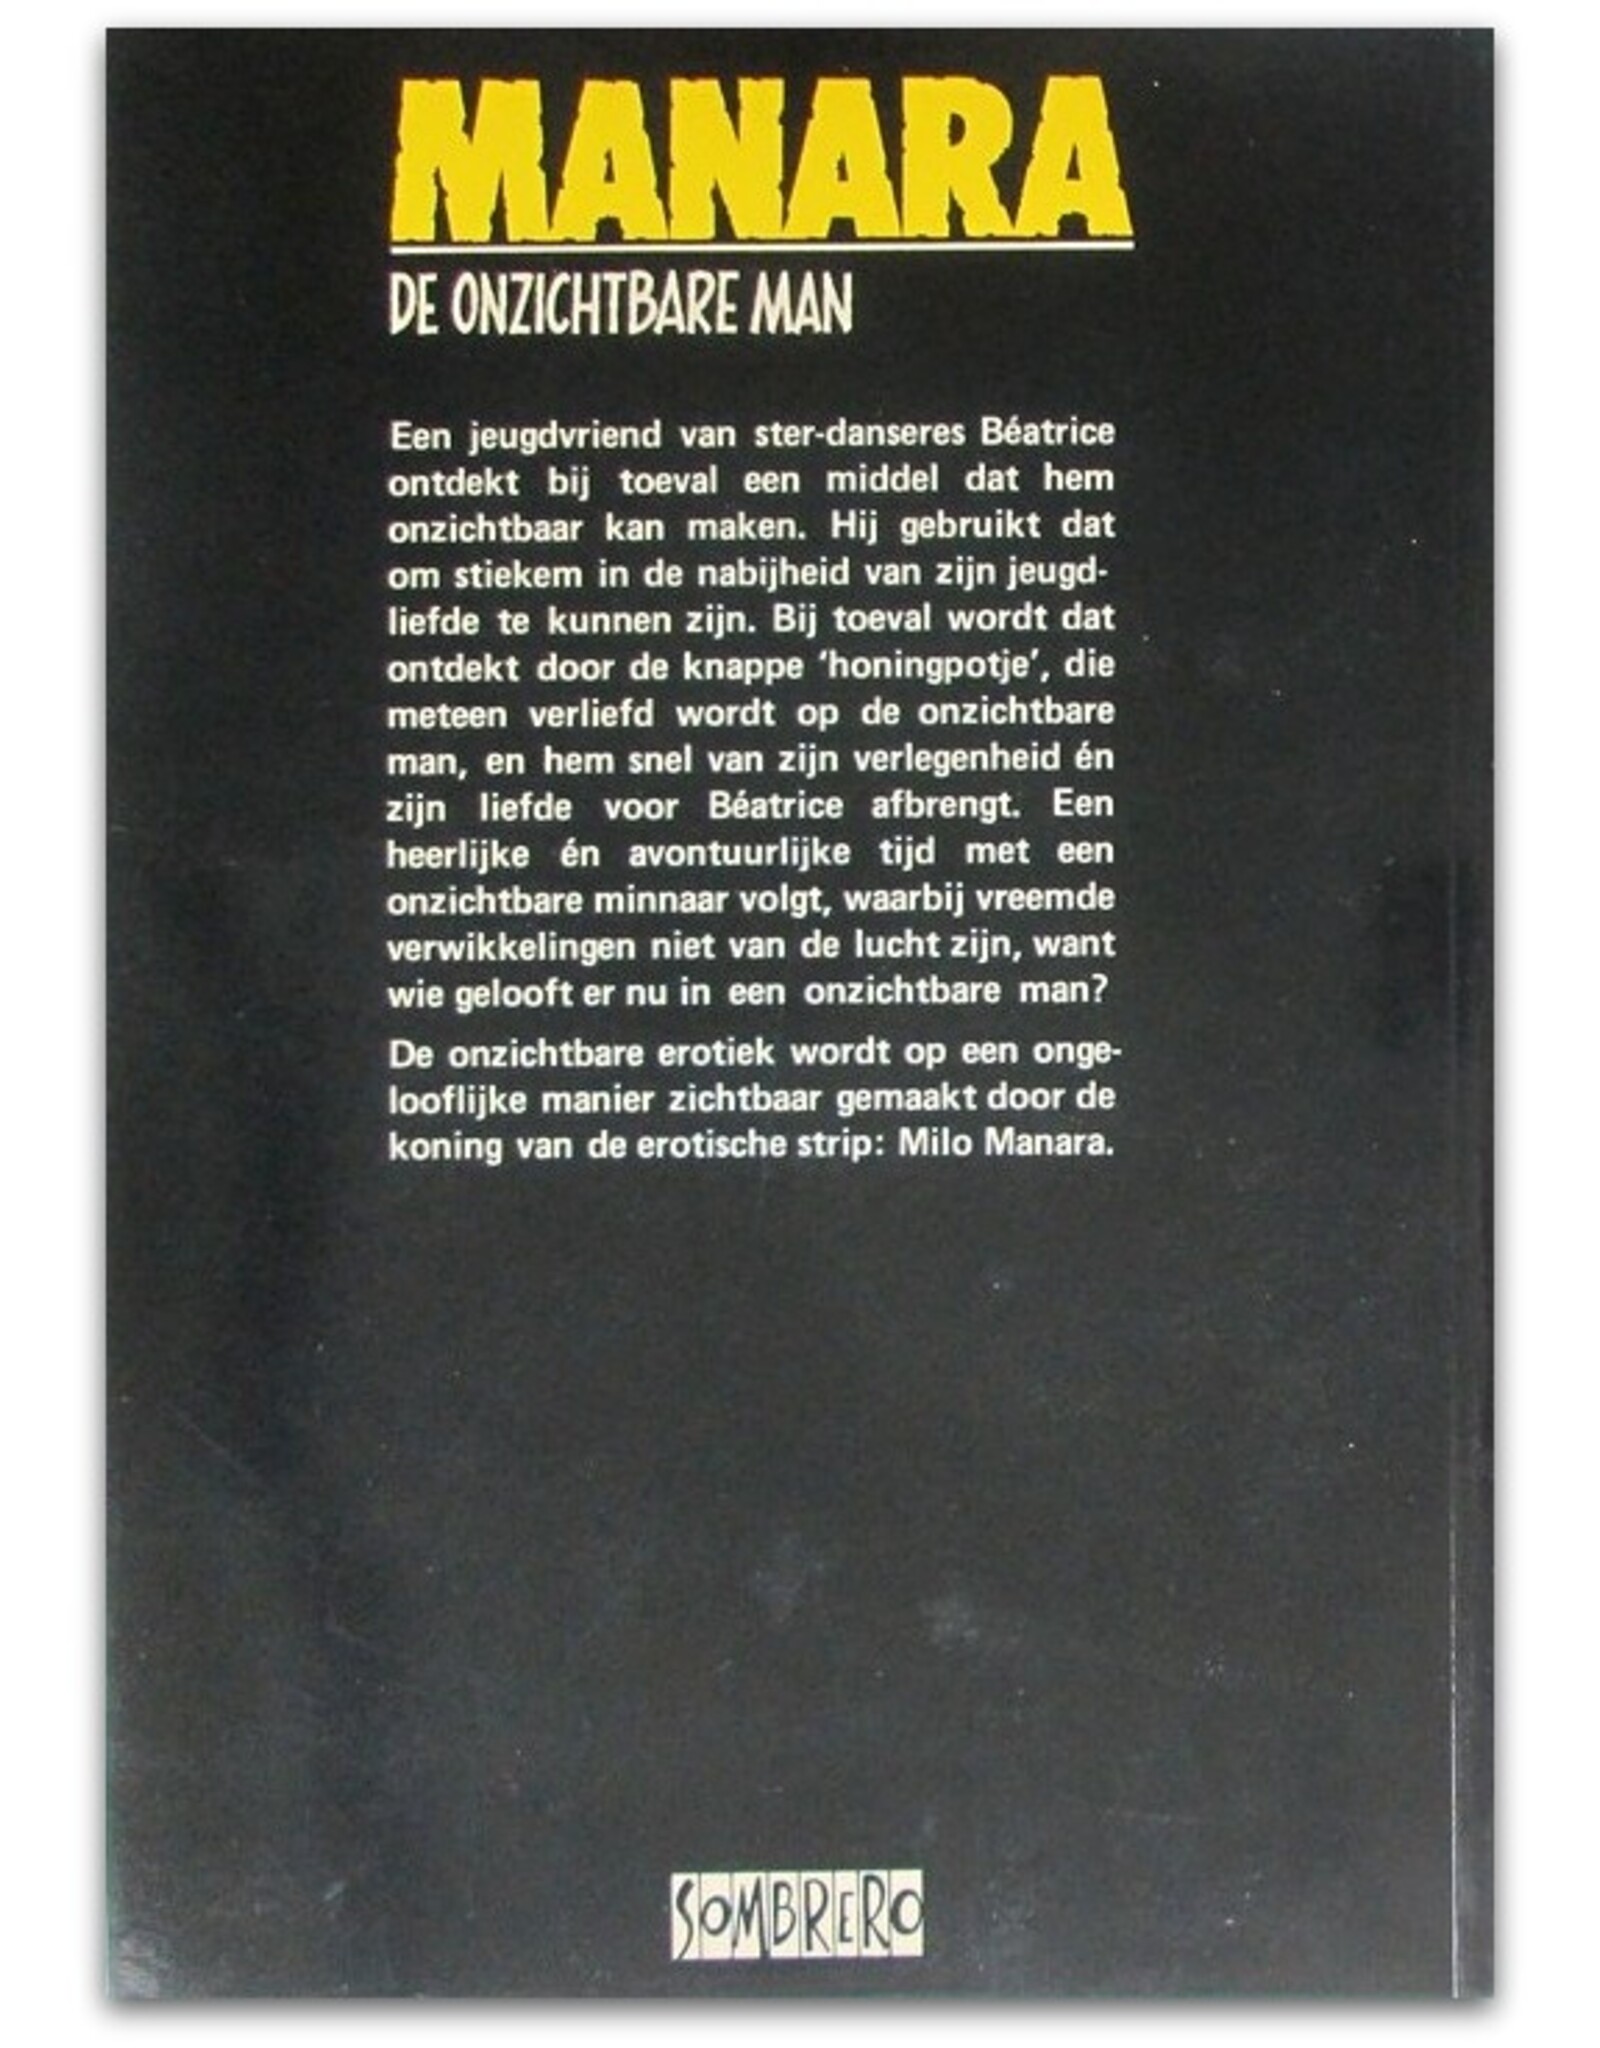 MANARA
DE ONZICHTBARE MAN
Een jeugdvriend van ster-danseres Béatrice
ontdekt bij toeval een middel dat hem
onzichtbaar kan maken. Hij gebruikt dat
om stiekem in de nabijheid van zijn jeugd-
liefde te kunnen zijn. Bij toeval wordt dat
ontdekt door de knappe ‘honingpotje’, die
meteen verliefd wordt op de onzichtbare
man, en hem snel van zijn verlegenheid én
zijn liefde voor Béatrice afbrengt. Een
heerlijke én avontuurlijke tijd met een
onzichtbare minnaar volgt, waarbij vreemde
verwikkelingen niet van de lucht zijn, want
wie gelooft er nu in een onzichtbare man?
De onzichtbare erotiek wordt op een onge-
looflijke manier zichtbaar gemaakt door de
koning van de erotische strip: Milo Manara.
SOMBRERO